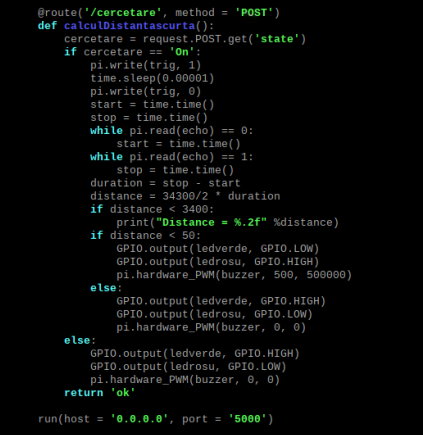 @route('/cercetare', method = 'POST')
def calculDistantascurta():
    cercetare = request.POST.get('state')
    if cercetare == 'On':
        pi.write(trig, 1)
        time.sleep(0.00001)
        pi.write(trig, 0)
        start = time.time()
        stop = time.time()
        while pi.read(echo) == 0:
            start = time.time()
        while pi.read(echo) == 1:
            stop = time.time()
        duration = stop - start
        distance = 34300/2 * duration
        if distance < 3400:
            print("Distance = %.2f" %distance)
        if distance < 50:
            GPIO.output(ledverde, GPIO.LOW)
            GPIO.output(ledrosu, GPIO.HIGH)
            pi.hardware_PWM(buzzer, 500, 500000)
        else:
            GPIO.output(ledverde, GPIO.HIGH)
            GPIO.output(ledrosu, GPIO.LOW)
            pi.hardware_PWM(buzzer, 0, 0)
    else:
        GPIO.output(ledverde, GPIO.HIGH)
        GPIO.output(ledrosu, GPIO.LOW)
        pi.hardware_PWM(buzzer, 0, 0)
    return 'ok'

run(host = '0.0.0.0', port = '5000')